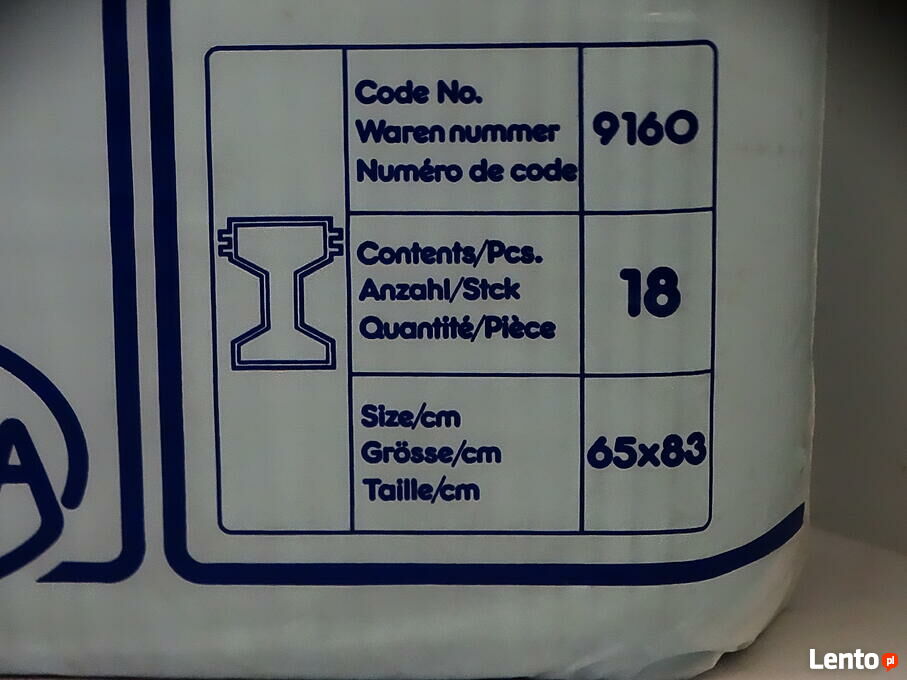 Code No.
Waren nummer
Numéro de code
9160
Contents/Pcs.
Anzahl/Stck
Quantité/Pièce
18
Size/cm
Grösse/cm
Taille/cm
65x83
A
Lento.pl